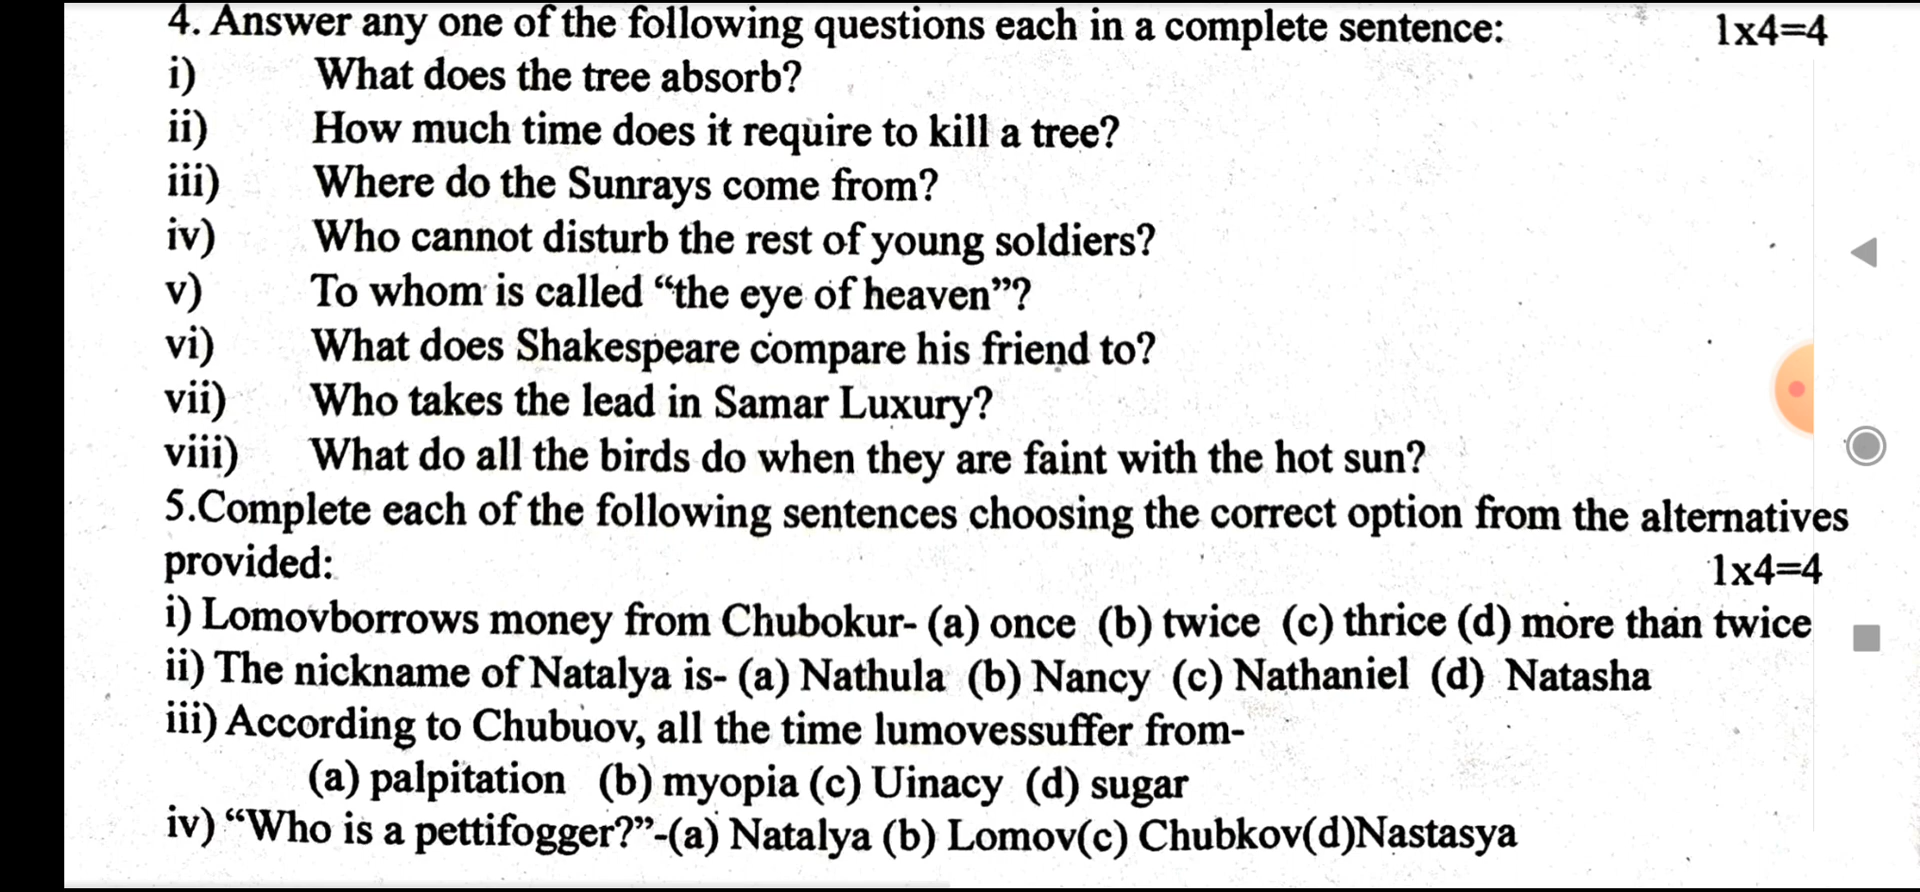 4. Answer any one of the following questions each in a complete sentence: 1x4=4
i) What does the tree absorb?
ii) How much time does it require to kill a tree?
iii) Where do the Sunrays come from?
iv) Who cannot disturb the rest of young soldiers?
v) To whom is called “the eye of heaven”?
vi) What does Shakespeare compare his friend to?
vii) Who takes the lead in Samar Luxury?
viii) What do all the birds do when they are faint with the hot sun?
5.Complete each of the following sentences choosing the correct option from the alternatives
provided: 1x4=4
i) Lomovborrows money from Chubokur- (a) once (b) twice (c) thrice (d) more than twice
ii) The nickname of Natalya is- (a) Nathula (b) Nancy (c) Nathaniel (d) Natasha
iii) According to Chubuov, all the time lumovessuffer from-
(a) palpitation (b) myopia (c) Uinacy (d) sugar
iv) “Who is a pettifogger?”-(a) Natalya (b) Lomov(c) Chubkov(d)Nastasya